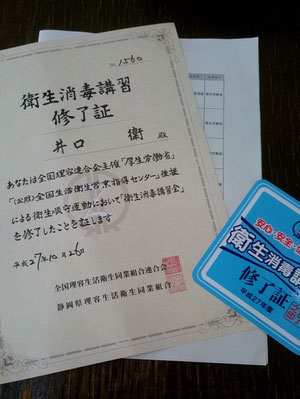 No. 1560
衛生消毒講習
修了証
井口 衛 殿
あなたは全国理容連合会主催「厚生労働省」
「(公財)全国生活衛生営業指導センター」後援
による衛生順守運動において「衛生消毒講習会」
を修了したことを証します
平成27年10月26日
全国理容生活衛生同業組合連合会
静岡県理容生活衛生同業組合
安心・安全・
衛生消毒
修了証
平成27年度